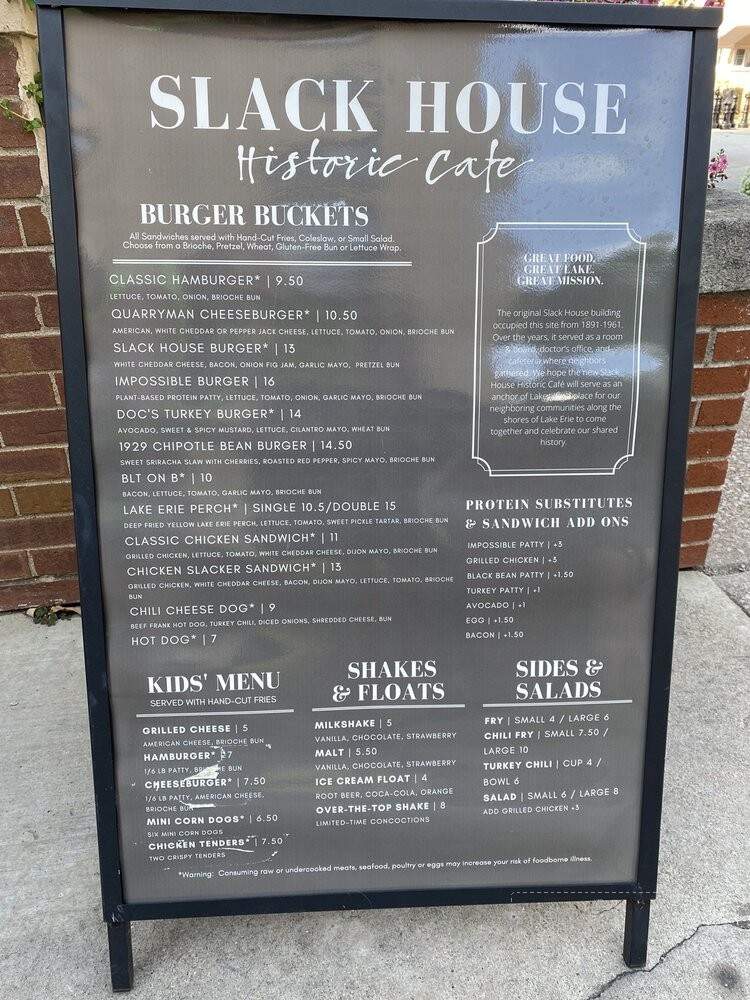 SLACK HOUSE
Historic Cafe
BURGER BUCKETS
All Sandwiches served with Hand-Cut Fries, Coleslaw, or Small Salad.
Choose from a Brioche, Pretzel, Wheat, Gluten-Free Bun or Lettuce Wrap.
CLASSIC HAMBURGER* | 9.50
LETTUCE, TOMATO, ONION, BRIOCHE BUN
QUARRYMAN CHEESEBURGER* | 10.50
AMERICAN, WHITE CHEDDAR OR PEPPER JACK CHEESE, LETTUCE, TOMATO, ONION, BRIOCHE BUN
SLACK HOUSE BURGER* | 13
WHITE CHEDDAR CHEESE, BACON, ONION FIG JAM, GARLIC MAYO, PRETZEL BUN
IMPOSSIBLE BURGER | 16
PLANT-BASED PROTEIN PATTY, LETTUCE, TOMATO, ONION, GARLIC MAYO, BRIOCHE BUN
DOC'S TURKEY BURGER* | 14
AVOCADO, SWEET & SPICY MUSTARD, LETTUCE, CILANTRO MAYO, WHEAT BUN
1929 CHIPOTLE BEAN BURGER | 14.50
SWEET SRIRACHA SLAW WITH CHERRIES, ROASTED RED PEPPER, SPICY MAYO, BRIOCHE BUN
BLT ON B* | 10
BACON, LETTUCE, TOMATO, GARLIC MAYO, BRIOCHE BUN
LAKE ERIE PERCH* | SINGLE 10.5/DOUBLE 15
DEEP FRIED YELLOW LAKE ERIE PERCH, LETTUCE, TOMATO, SWEET PICKLE TARTAR, BRIOCHE BUN
CLASSIC CHICKEN SANDWICH* | 11
GRILLED CHICKEN, LETTUCE, TOMATO, WHITE CHEDDAR CHEESE, DIJON MAYO, BRIOCHE BUN
CHICKEN SLACKER SANDWICH* | 13
GRILLED CHICKEN, WHITE CHEDDAR CHEESE, BACON, DIJON MAYO, LETTUCE, TOMATO, BRIOCHE
BUN
CHILI CHEESE DOG* | 9
BEEF FRANK HOT DOG, TURKEY CHILI, DICED ONIONS, SHREDDED CHEESE, BUN
HOT DOG* | 7
GREAT FOOD.
GREAT LAKE.
GREAT MISSION.
The original Slack House building
occupied this site from 1891-1961.
Over the years, it served as a room
& board, doctor's office, and
cafeteria where neighbors
gathered. We hope the new Slack
House Historic Café will serve as an
anchor of place for our
neighboring communities along the
shores of Lake Erie to come
together and celebrate our shared
history.
PROTEIN SUBSTITUTES
& SANDWICH ADD ONS
IMPOSSIBLE PATTY | +3
GRILLED CHICKEN | +3
BLACK BEAN PATTY | +1.50
TURKEY PATTY | +1
AVOCADO | +1
EGG | +1.50
BACON | +1.50
KIDS' MENU
SERVED WITH HAND-CUT FRIES
GRILLED CHEESE | 5
AMERICAN CHEESE, BRIOCHE BUN
HAMBURGER* | 7
1/6 LB PATTY, BRIOCHE BUN
CHEESEBURGER* | 7.50
1/6 LB PATTY, AMERICAN CHEESE,
BRIOCHE BUN
MINI CORN DOGS* | 6.50
SIX MINI CORN DOGS
CHICKEN TENDERS* | 7.50
TWO CRISPY TENDERS
SHAKES
& FLOATS
MILKSHAKE | 5
VANILLA, CHOCOLATE, STRAWBERRY
MALT | 5.50
VANILLA, CHOCOLATE, STRAWBERRY
ICE CREAM FLOAT | 4
ROOT BEER, COCA-COLA, ORANGE
OVER-THE-TOP SHAKE | 8
LIMITED-TIME CONCOCTIONS
SIDES &
SALADS
FRY | SMALL 4 / LARGE 6
CHILI FRY | SMALL 7.50 /
LARGE 10
TURKEY CHILI | CUP 4 /
BOWL 6
SALAD | SMALL 6 / LARGE 8
ADD GRILLED CHICKEN +3
*Warning: Consuming raw or undercooked meats, seafood, poultry or eggs may increase your risk of foodborne illness.